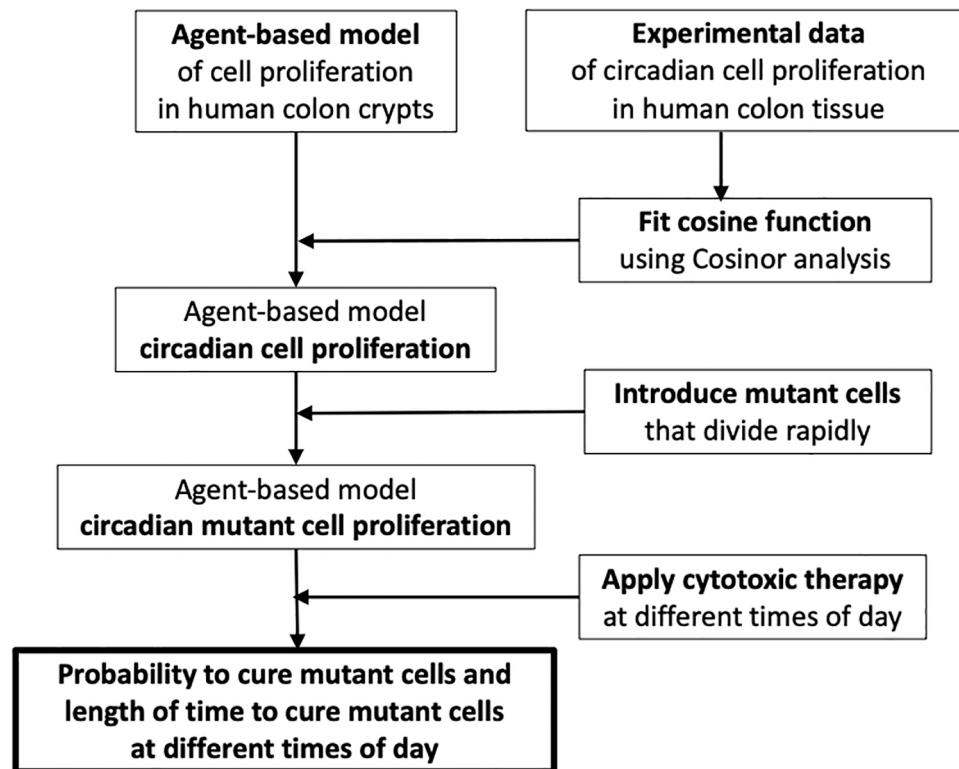 Agent-based model
of cell proliferation
in human colon crypts
Experimental data
of circadian cell proliferation
in human colon tissue
Fit cosine function
using Cosinor analysis
Agent-based model
circadian cell proliferation
Introduce mutant cells
that divide rapidly
Agent-based model
circadian mutant cell proliferation
Apply cytotoxic therapy
at different times of day
Probability to cure mutant cells and
length of time to cure mutant cells
at different times of day